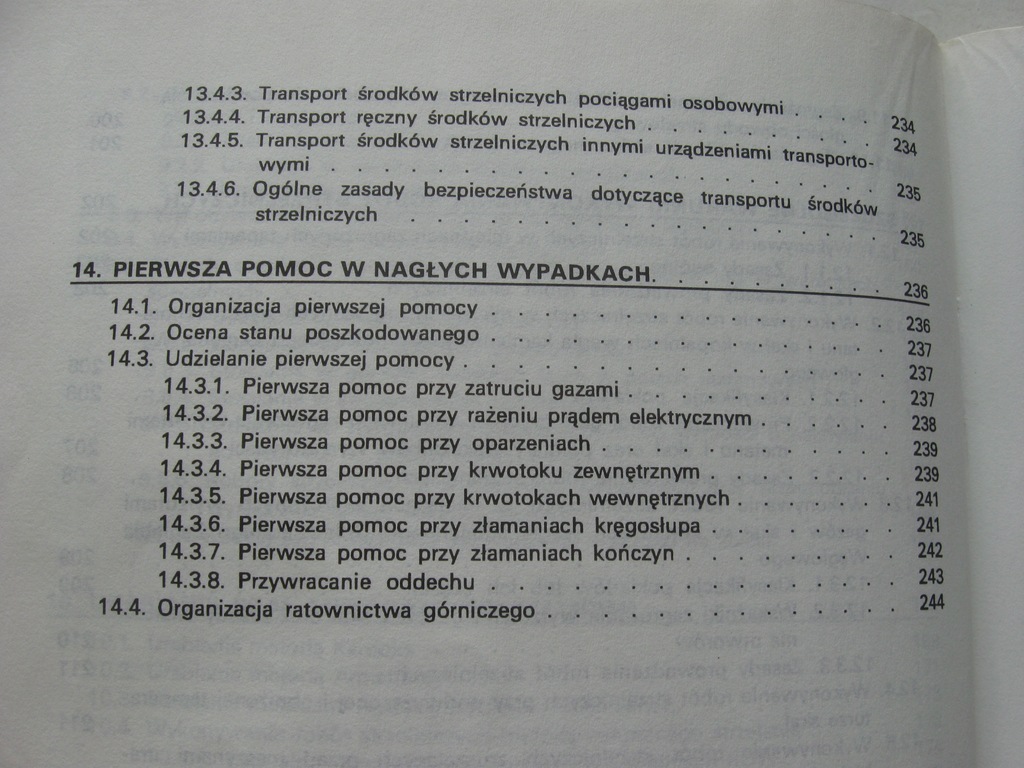 13.4.3. Transport środków strzelniczych pociągami osobowymi . . . . 234
13.4.4. Transport ręczny środków strzelniczych . . . . . . . . . . 234
13.4.5. Transport środków strzelniczych innymi urządzeniami transporto-
wymi . . . . . . . . . . . . . . . . . . . . . 235
13.4.6. Ogólne zasady bezpieczeństwa dotyczące transportu środków
strzelniczych . . . . . . . . . . . . . . . . . . 235
14. PIERWSZA POMOC W NAGŁYCH WYPADKACH. . . . . . . . . . 236
14.1. Organizacja pierwszej pomocy . . . . . . . . . . . . . . . 236
14.2. Ocena stanu poszkodowanego . . . . . . . . . . . . . . . 237
14.3. Udzielanie pierwszej pomocy . . . . . . . . . . . . . . . . 237
14.3.1. Pierwsza pomoc przy zatruciu gazami . . . . . . . . . . 237
14.3.2. Pierwsza pomoc przy rażeniu prądem elektrycznym . . . . . 238
14.3.3. Pierwsza pomoc przy oparzeniach . . . . . . . . . . . 239
14.3.4. Pierwsza pomoc przy krwotoku zewnętrznym . . . . . . . 239
14.3.5. Pierwsza pomoc przy krwotokach wewnętrznych . . . . . . 241
14.3.6. Pierwsza pomoc przy złamaniach kręgosłupa . . . . . . . 241
14.3.7. Pierwsza pomoc przy złamaniach kończyn . . . . . . . . 242
14.3.8. Przywracanie oddechu . . . . . . . . . . . . . . . 243
14.4. Organizacja ratownictwa górniczego . . . . . . . . . . . . . 244